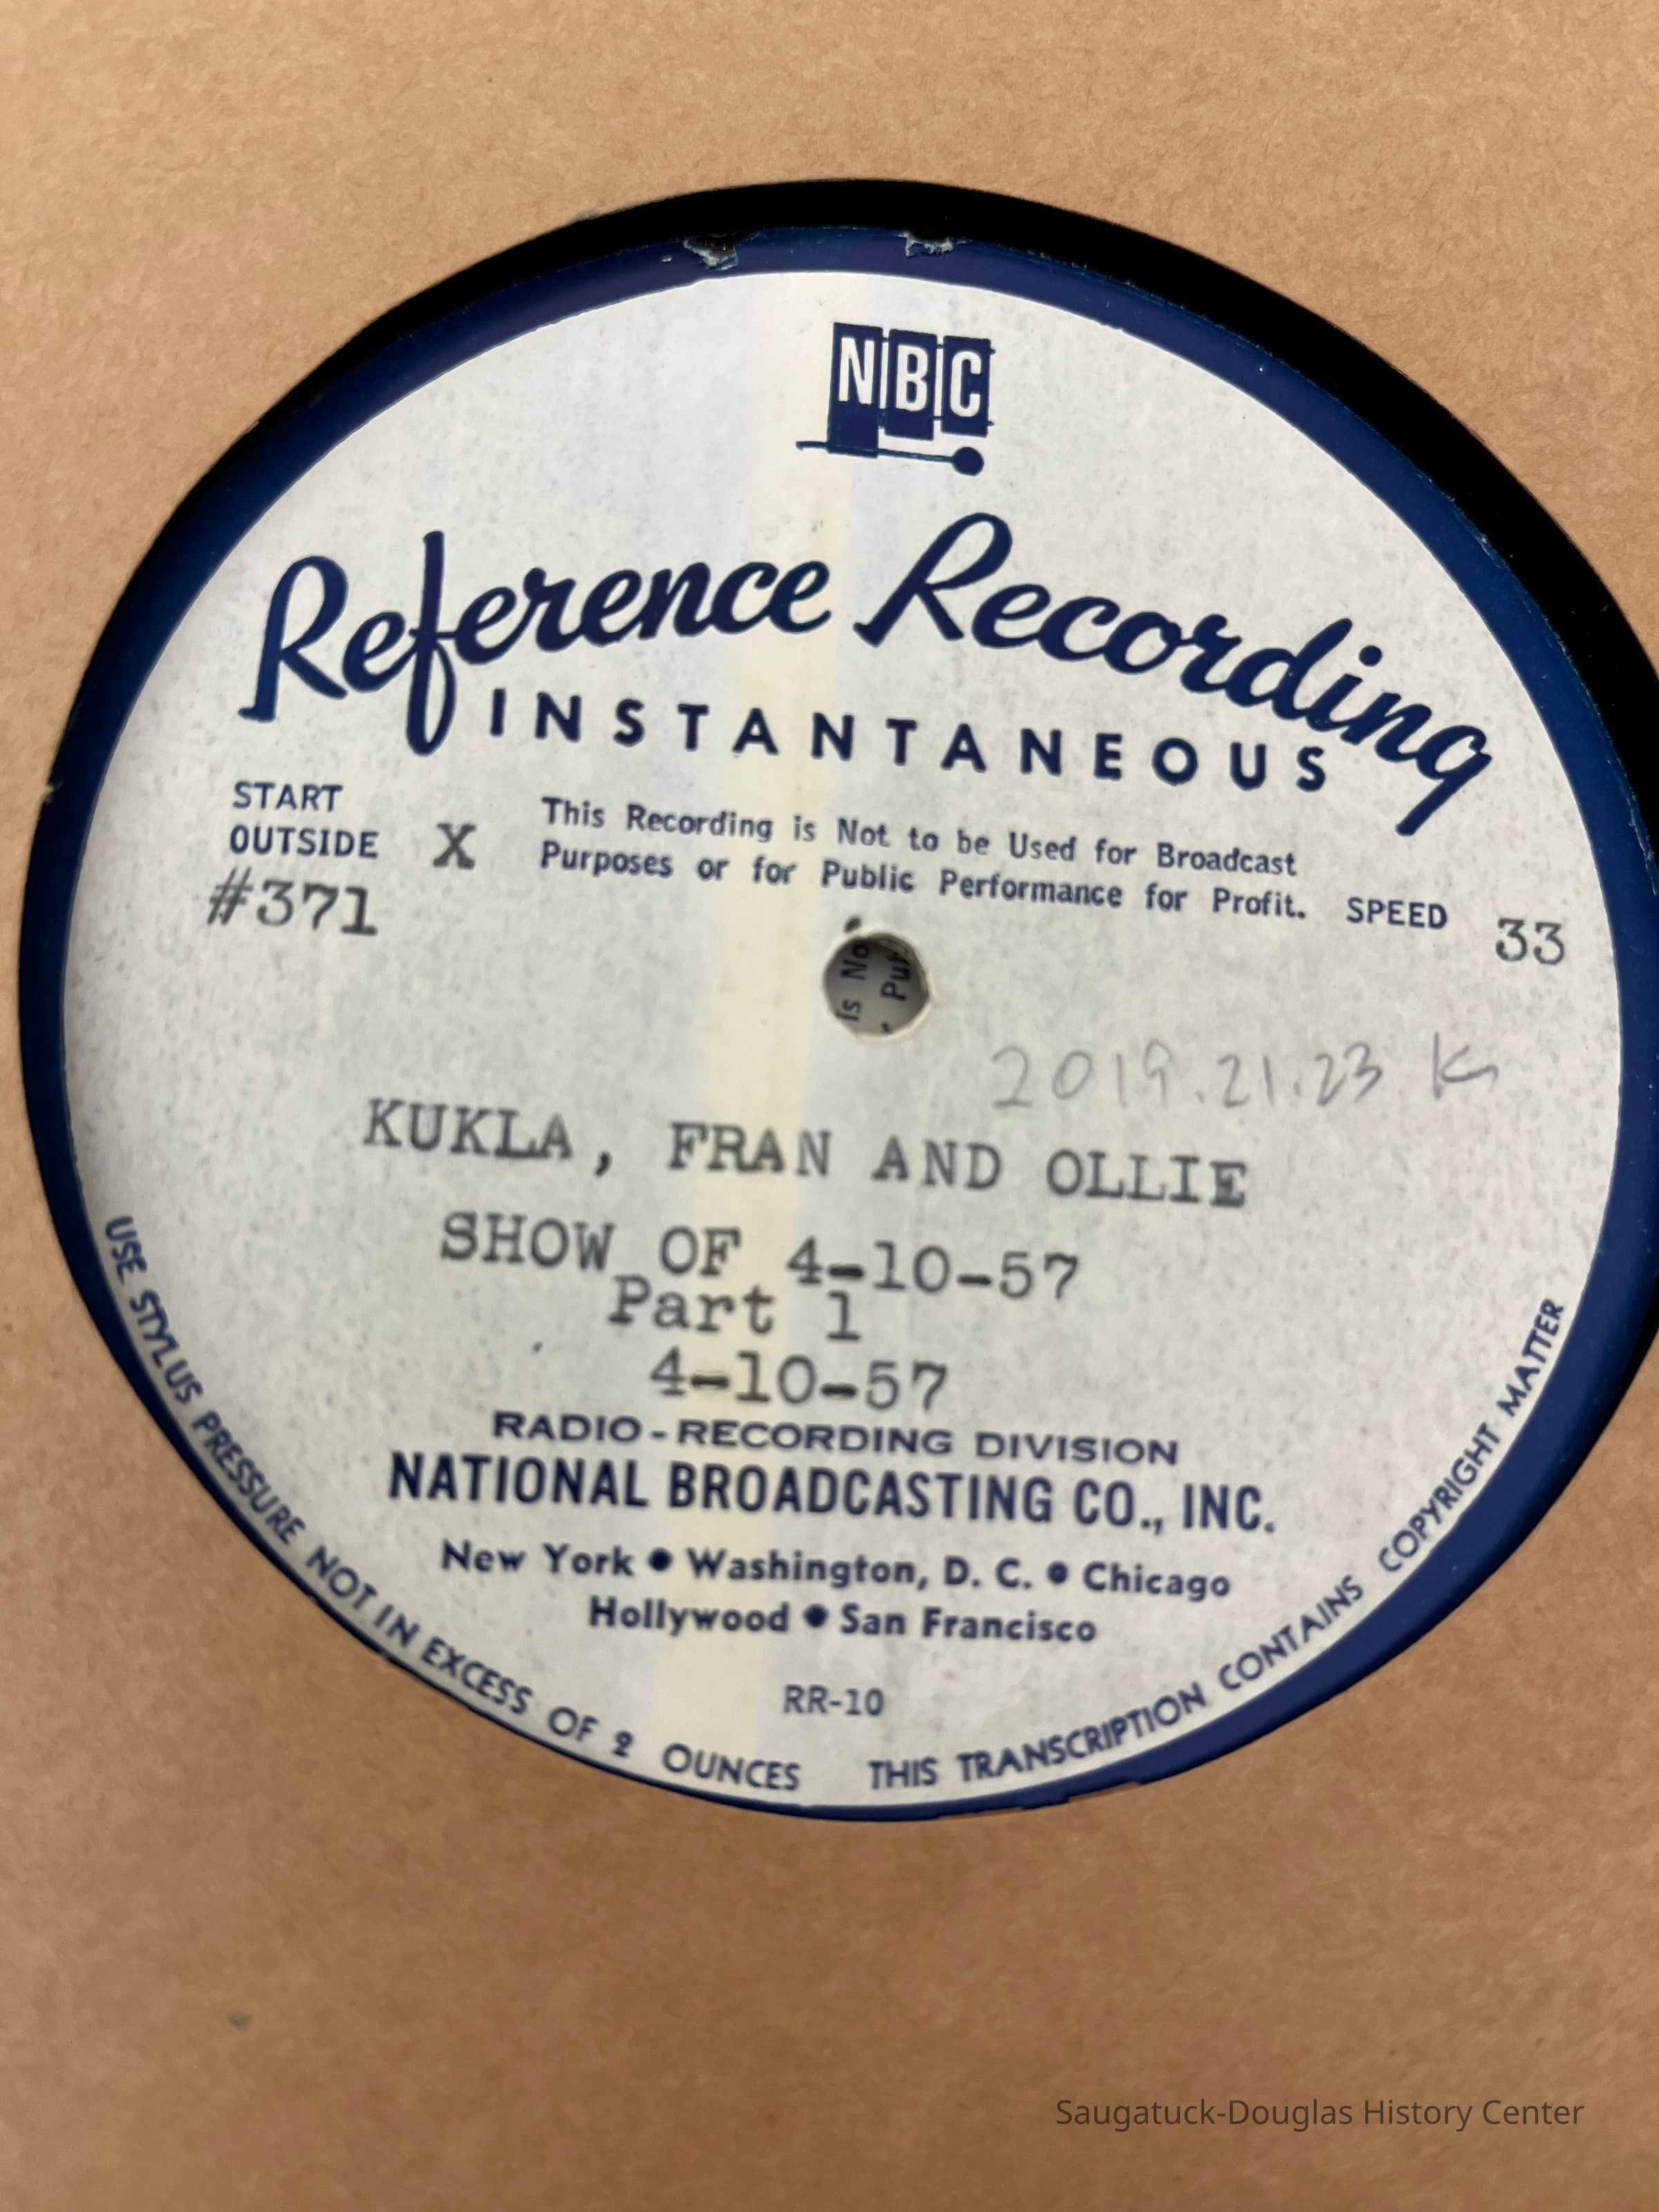 NBC
Reference Recording
INSTANTANEOUS
START
OUTSIDE X
This Recording is Not to be Used for Broadcast
Purposes or for Public Performance for Profit.
SPEED 33
#371
Is No
Pu
2019.21.23 K
KUKLA, FRAN AND OLLIE
SHOW OF 4-10-57
Part 1
4-10-57
RADIO-RECORDING DIVISION
NATIONAL BROADCASTING CO., INC.
New York • Washington, D. C. • Chicago
Hollywood • San Francisco
RR-10
USE STYLUS PRESSURE NOT IN EXCESS OF 2 OUNCES
THIS TRANSCRIPTION CONTAINS COPYRIGHT MATTER
Saugatuck-Douglas History Center